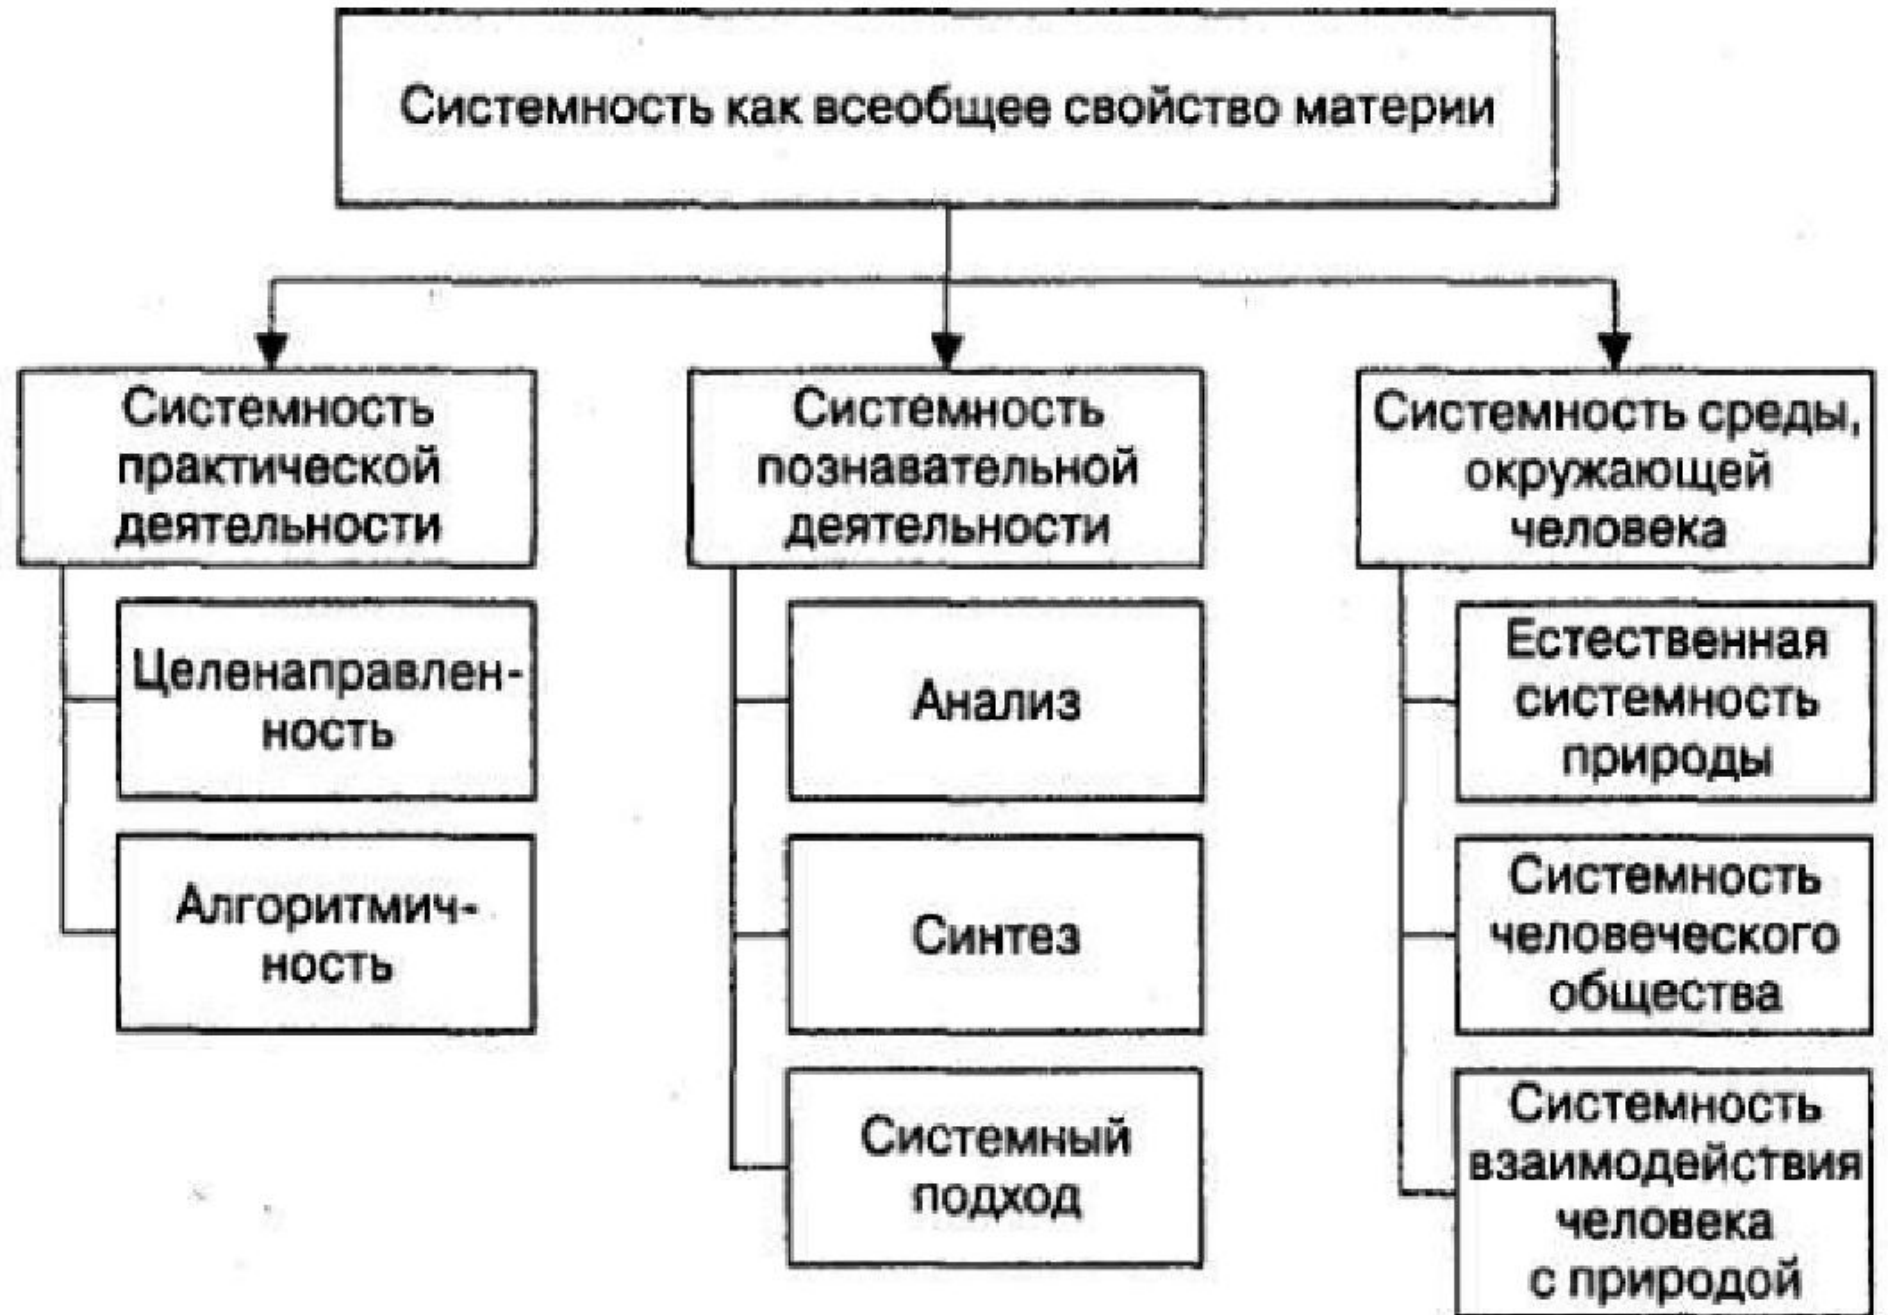 Системность как всеобщее свойство материи
Системность
практической
деятельности
Целенаправлен-
ность
Алгоритмич-
ность
Системность
познавательной
деятельности
Анализ
Синтез
Системный
подход
Системность среды,
окружающей
человека
Естественная
системность
природы
Системность
человеческого
общества
Системность
взаимодействия
человека
с природой